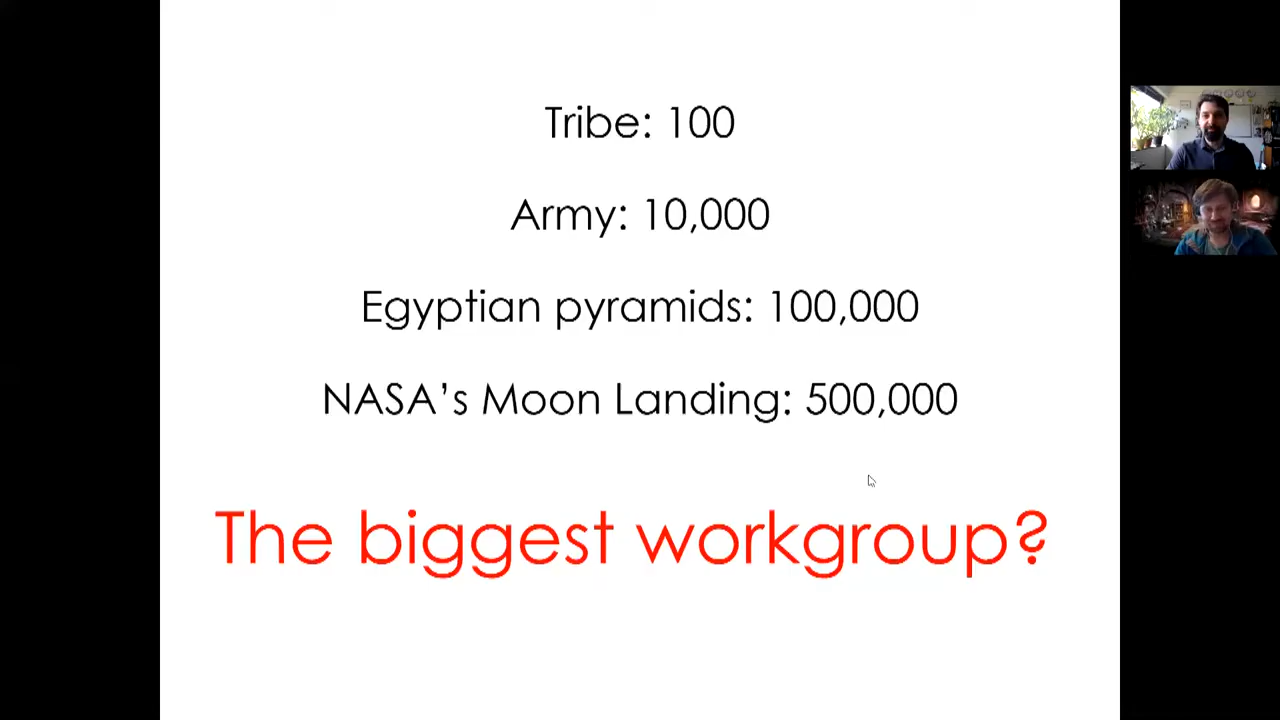 Tribe: 100
Army: 10,000
Egyptian pyramids: 100,000
NASA’s Moon Landing: 500,000
The biggest workgroup?